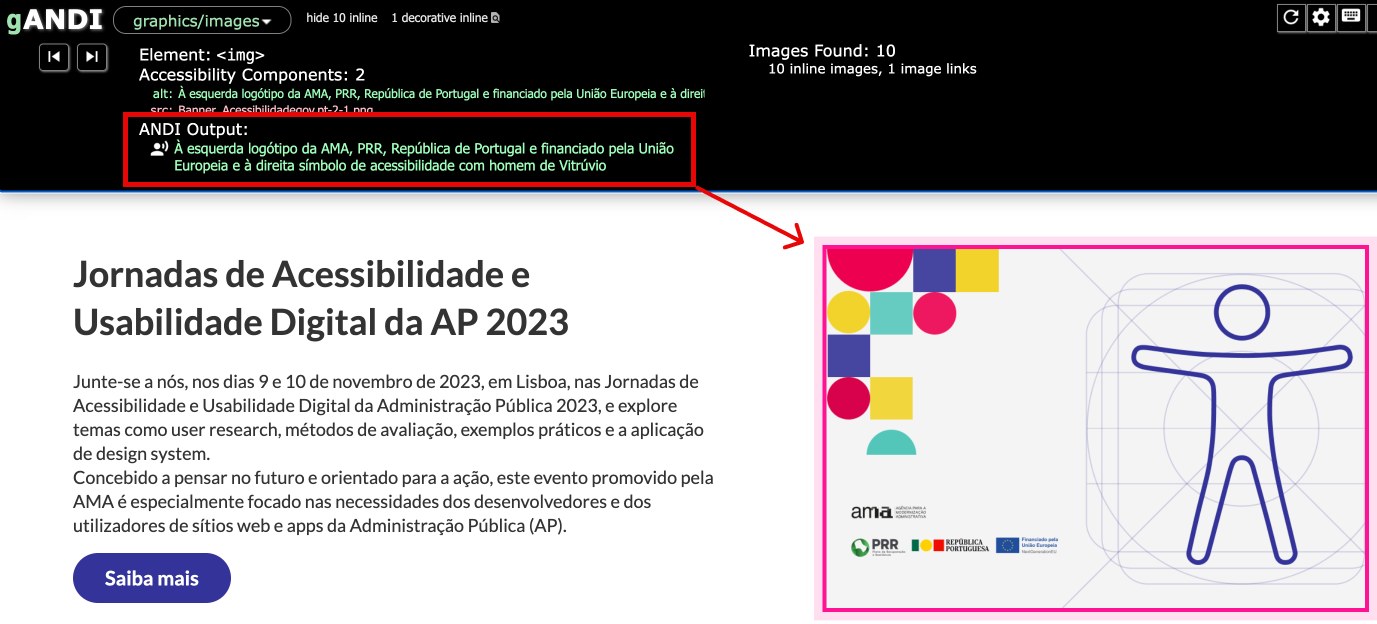 gANDI
graphics/images
hide 10 inline
1 decorative inline
Element: <img>
Accessibility Components: 2
alt: À esquerda logótipo da AMA, PRR, República de Portugal e financiado pela União Europeia e à direit
src: Banner_Acessibilidadegov.pt-2-1.png
ANDI Output:
À esquerda logótipo da AMA, PRR, República de Portugal e financiado pela União
Europeia e à direita símbolo de acessibilidade com homem de Vitrúvio
Images Found: 10
10 inline images, 1 image links
Jornadas de Acessibilidade e
Usabilidade Digital da AP 2023
Junte-se a nós, nos dias 9 e 10 de novembro de 2023, em Lisboa, nas Jornadas de
Acessibilidade e Usabilidade Digital da Administração Pública 2023, e explore
temas como user research, métodos de avaliação, exemplos práticos e a aplicação
de design system.
Concebido a pensar no futuro e orientado para a ação, este evento promovido pela
AMA é especialmente focado nas necessidades dos desenvolvedores e dos
utilizadores de sítios web e apps da Administração Pública (AP).
Saiba mais
ama
AGÊNCIA PARA A
MODERNIZAÇÃO
ADMINISTRATIVA
PRR
REPÚBLICA
PORTUGUESA
Financiado pela
União Europeia
NextGenerationEU